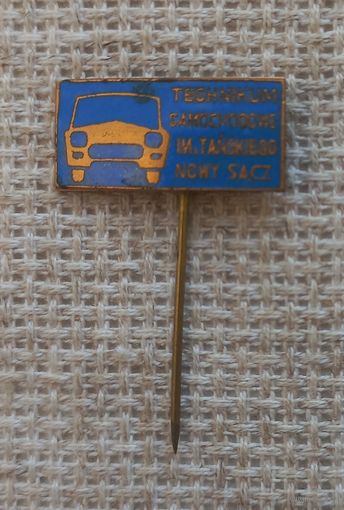 TECHNIKUM
SAMOCHODOWE
IM. TAŃSKIEGO
NOWY SĄCZ